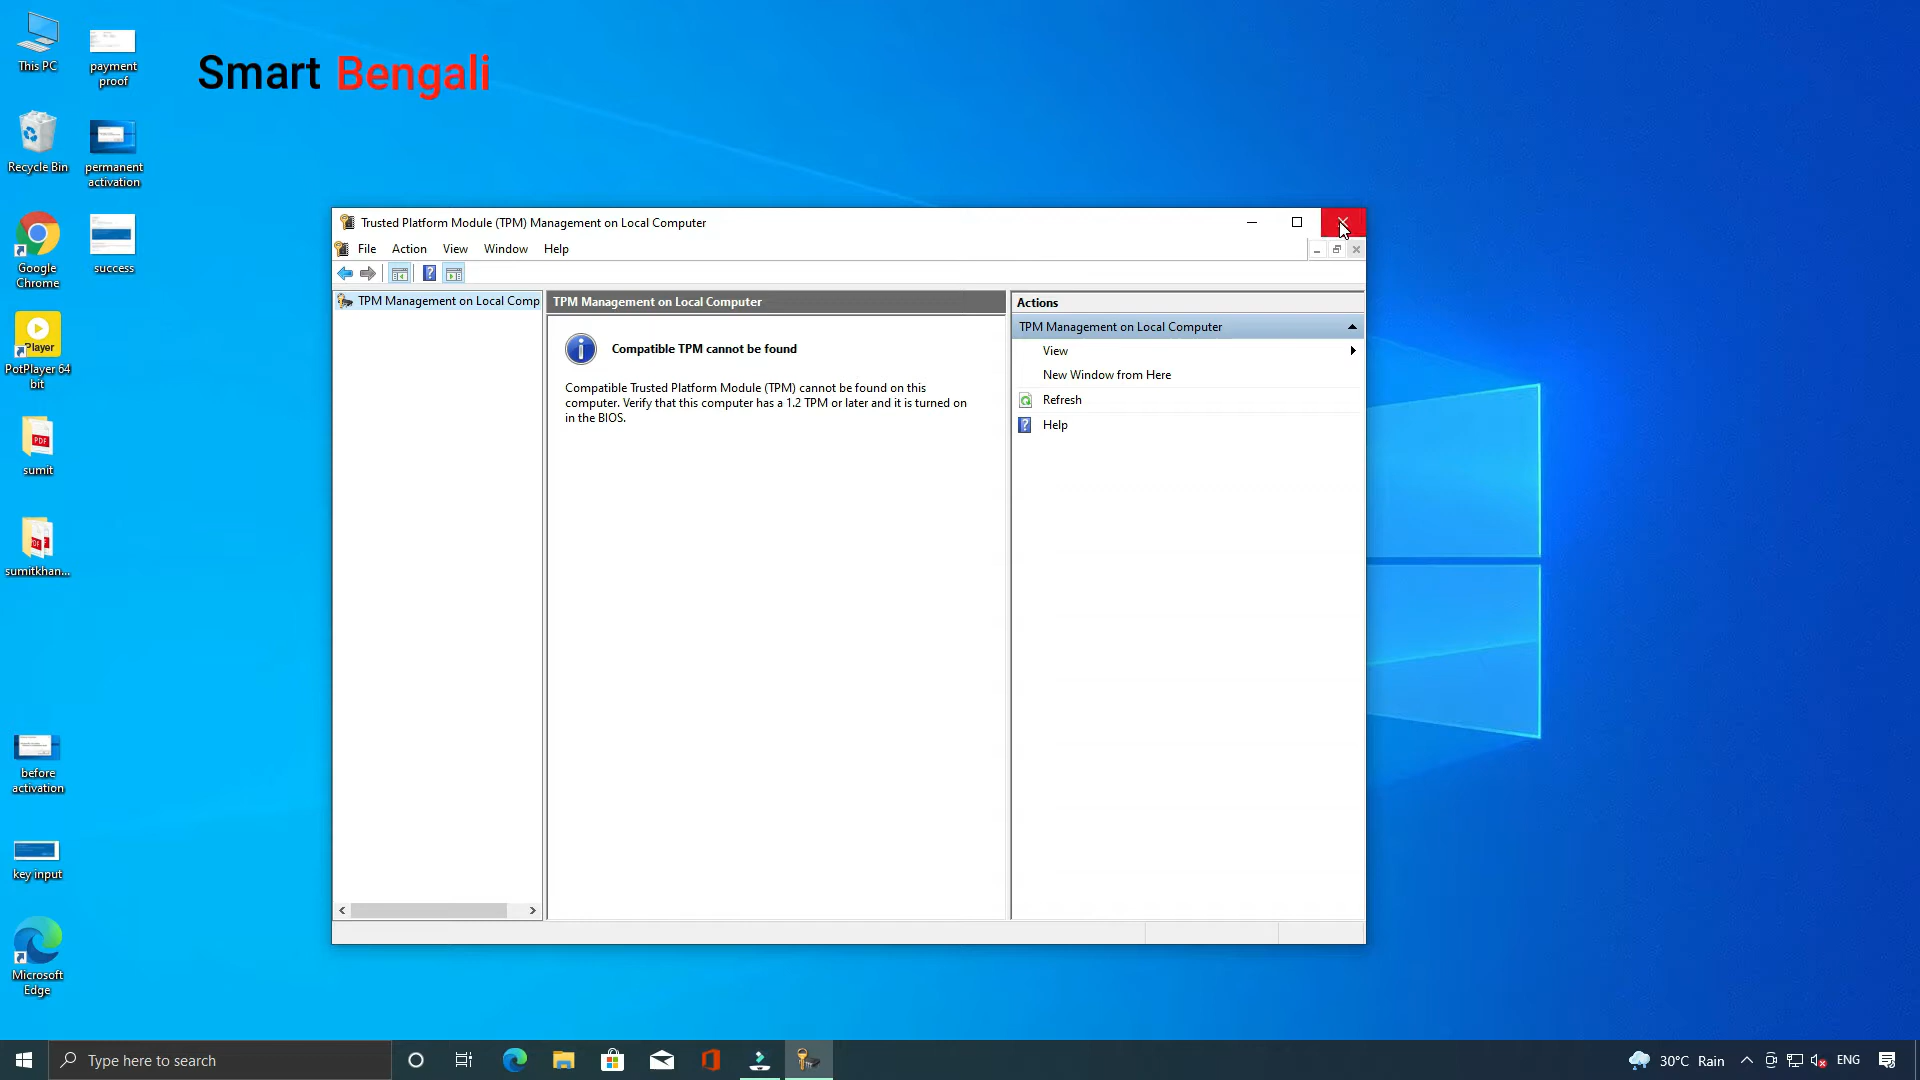 This PC
payment
proof
Smart Bengali
Recycle Bin
permanent
activation
Google
Chrome
success
Player
PotPlayer 64
bit
PDF
sumit
PDF
sumitkhan...
before
activation
key input
Microsoft
Edge
Trusted Platform Module (TPM) Management on Local Computer
File Action View Window Help
TPM Management on Local Comp
TPM Management on Local Computer
Compatible TPM cannot be found
Compatible Trusted Platform Module (TPM) cannot be found on this
computer. Verify that this computer has a 1.2 TPM or later and it is turned on
in the BIOS.
Actions
TPM Management on Local Computer
View
New Window from Here
Refresh
Help
Type here to search
30°C Rain
ENG